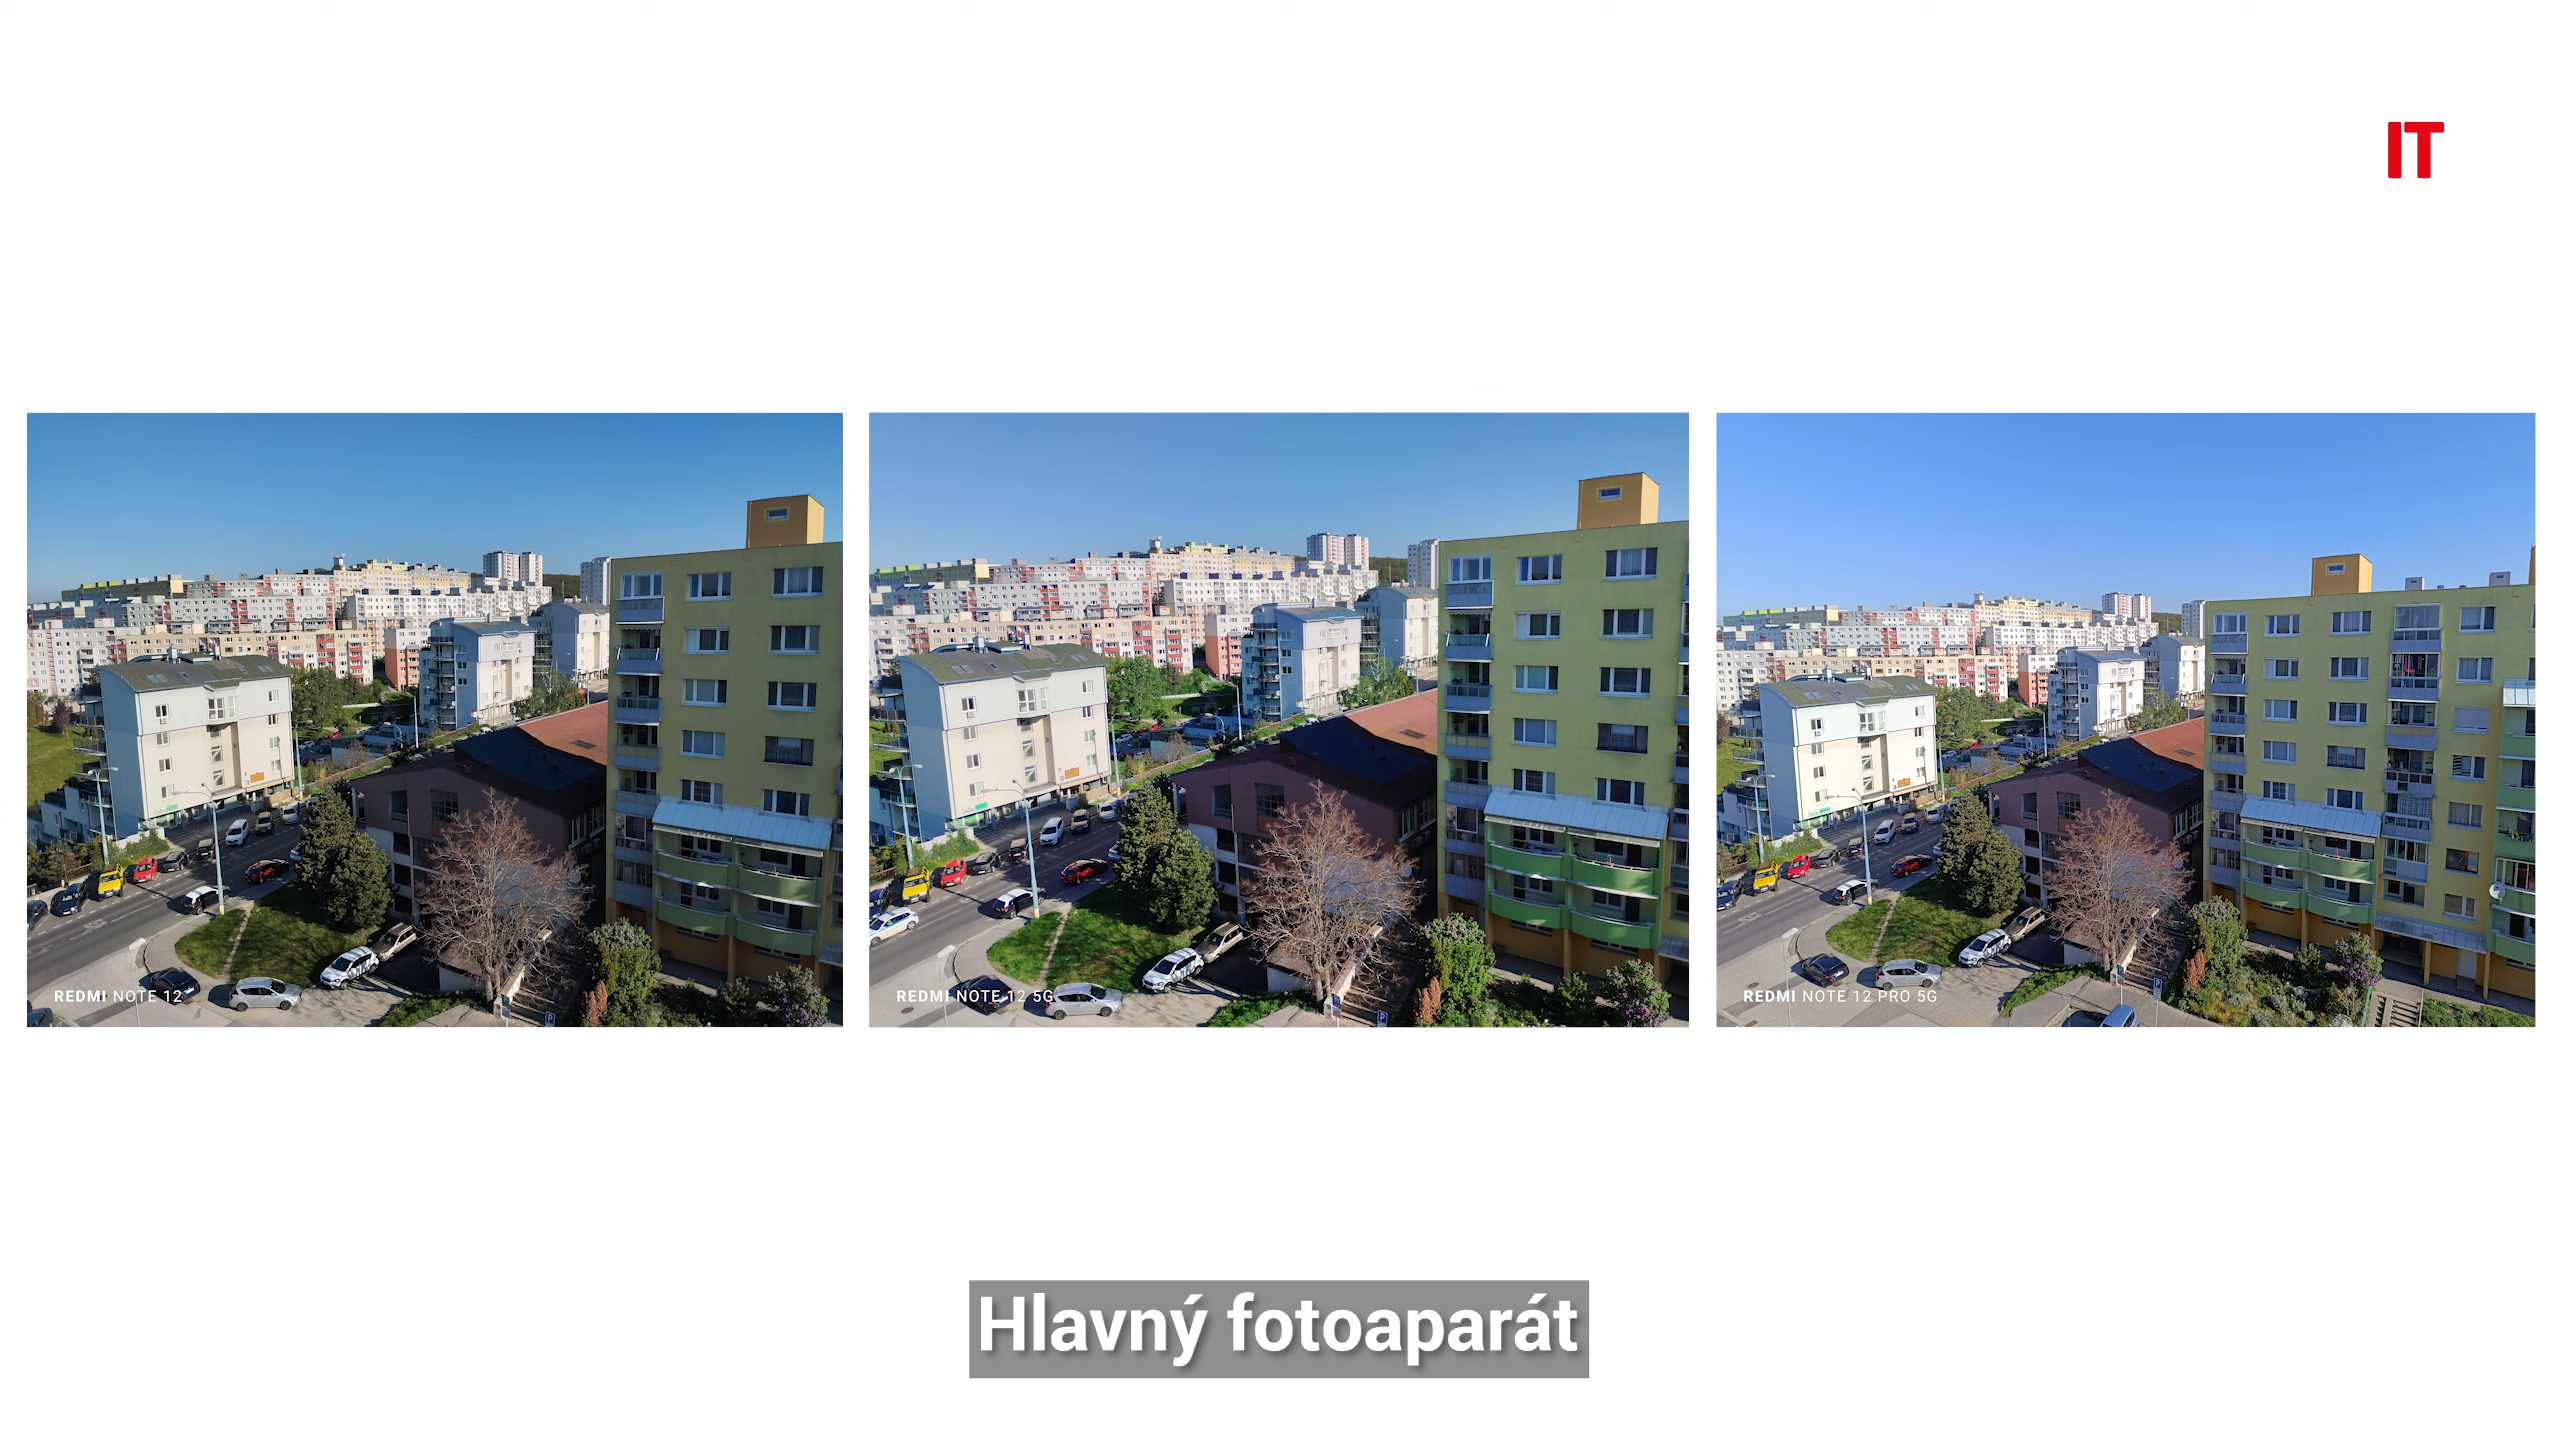 IT
REDMI NOTE 12
REDMI NOTE 12 5G
REDMI NOTE 12 PRO 5G
Hlavný fotoaparát